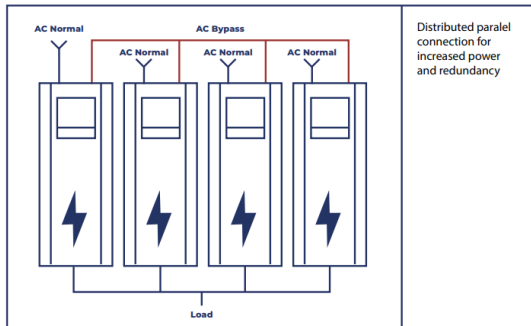 AC Normal
AC Bypass
AC Normal
AC Normal
AC Normal
Load
Distributed paralel
connection for
increased power
and redundancy